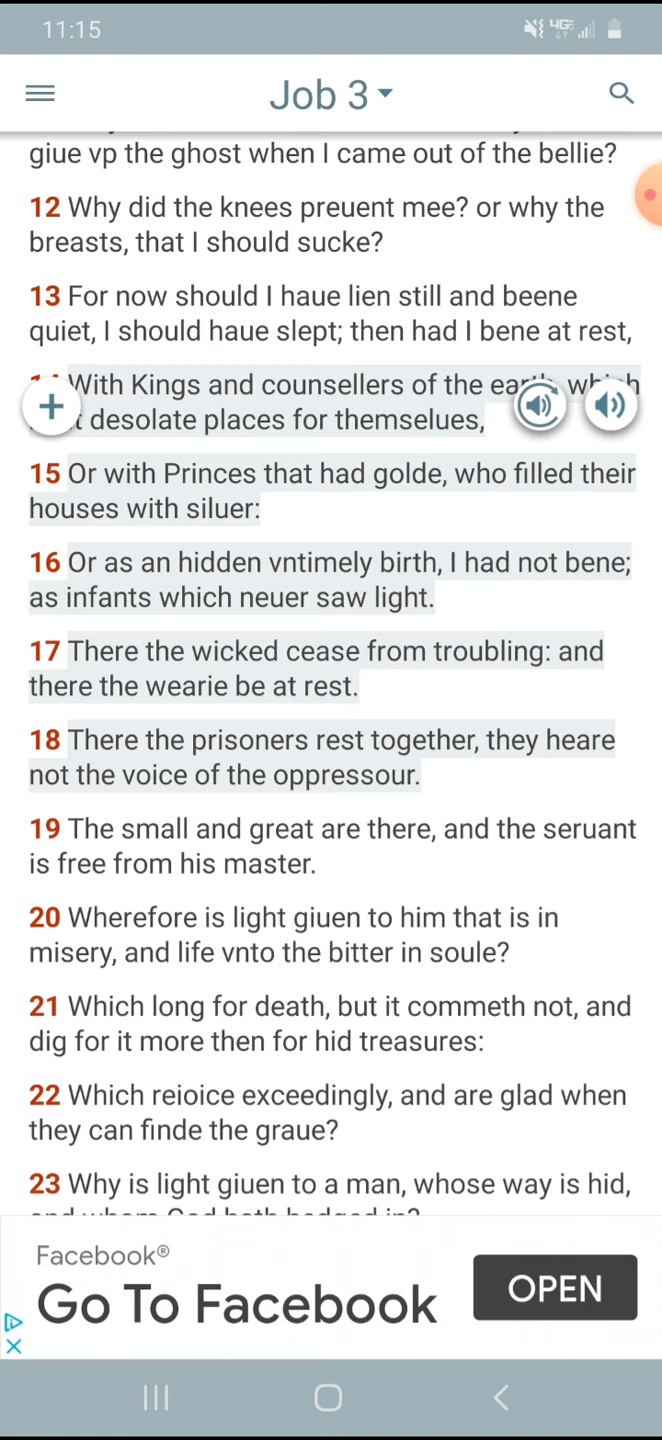 11:15
4GE
Job 3
giue vp the ghost when I came out of the bellie?
12 Why did the knees preuent mee? or why the
breasts, that I should sucke?
13 For now should I haue lien still and beene
quiet, I should haue slept; then had I bene at rest,
With Kings and counsellers of the
desolate places for themselues,
15 Or with Princes that had golde, who filled their
houses with siluer:
16 Or as an hidden vntimely birth, I had not bene;
as infants which neuer saw light.
17 There the wicked cease from troubling: and
there the wearie be at rest.
18 There the prisoners rest together, they heare
not the voice of the oppressour.
19 The small and great are there, and the seruant
is free from his master.
20 Wherefore is light giuen to him that is in
misery, and life vnto the bitter in soule?
21 Which long for death, but it commeth not, and
dig for it more then for hid treasures:
22 Which reioice exceedingly, and are glad when
they can finde the graue?
23 Why is light giuen to a man, whose way is hid,
Facebook®
Go To Facebook
OPEN